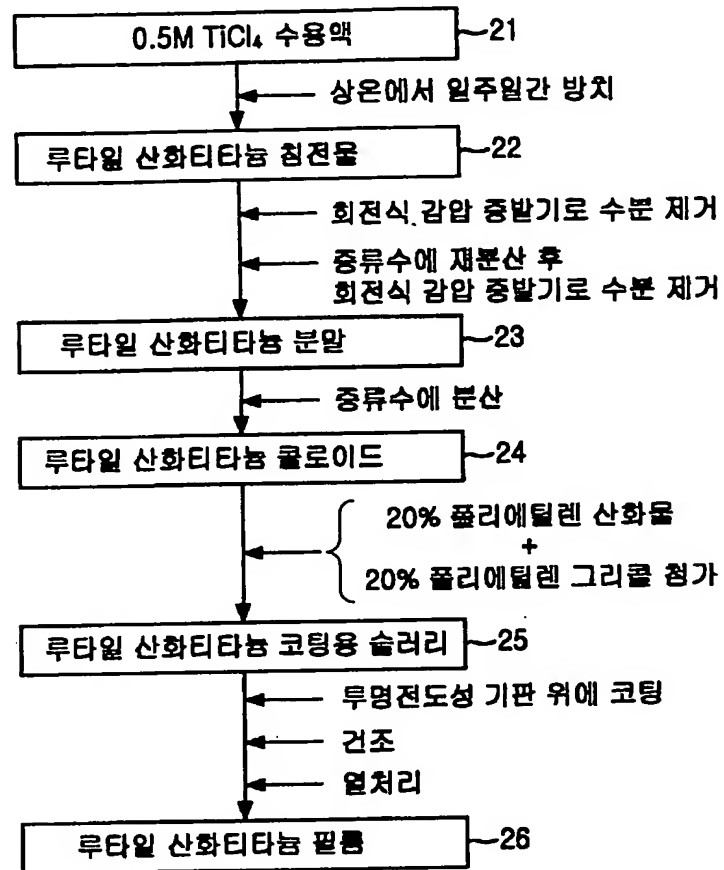 0.5M TiCl₄ 수용액 21
상온에서 일주일간 방치
루타일 산화티타늄 침전물 22
회전식 감압 증발기로 수분 제거
증류수에 재분산 후
회전식 감압 증발기로 수분 제거
루타일 산화티타늄 분말 23
증류수에 분산
루타일 산화티타늄 콜로이드 24
20% 폴리에틸렌 산화물
+
20% 폴리에틸렌 그리콜 첨가
루타일 산화티타늄 코팅용 슬러리 25
투명전도성 기판 위에 코팅
건조
열처리
루타일 산화티타늄 필름 26